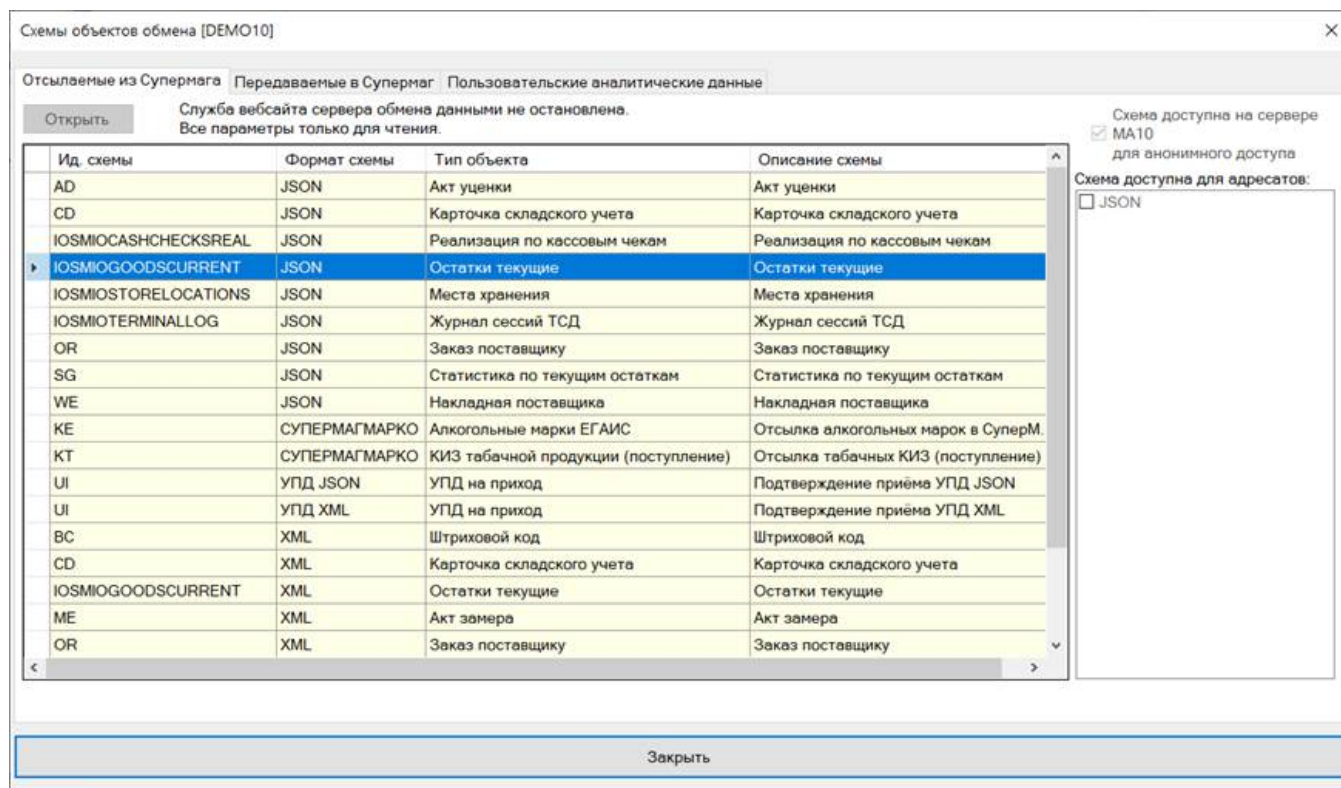 Схемы объектов обмена [DEMO10]
Отсылаемые из Супермага Передаваемые в Супермаг Пользовательские аналитические данные
Открыть
Служба вебсайта сервера обмена данными не остановлена.
Все параметры только для чтения.
Схема доступна на сервере
MA10
для анонимного доступа
Схема доступна для адресатов:
JSON
Ид. схемы Формат схемы Тип объекта Описание схемы
AD JSON Акт уценки Акт уценки
CD JSON Карточка складского учета Карточка складского учета
IOSMIOCASHCHECKSREAL JSON Реализация по кассовым чекам Реализация по кассовым чекам
IOSMIOGOODSCURRENT JSON Остатки текущие Остатки текущие
IOSMIOSTORELOCATIONS JSON Места хранения Места хранения
IOSMIOTERMINALLOG JSON Журнал сессий ТСД Журнал сессий ТСД
OR JSON Заказ поставщику Заказ поставщику
SG JSON Статистика по текущим остаткам Статистика по текущим остаткам
WE JSON Накладная поставщика Накладная поставщика
KE СУПЕРМАГМАРКО Алкогольные марки ЕГАИС Отсылка алкогольных марок в СуперМ.
KT СУПЕРМАГМАРКО КИЗ табачной продукции (поступление) Отсылка табачных КИЗ (поступление)
UI УПД JSON УПД на приход Подтверждение приёма УПД JSON
UI УПД XML УПД на приход Подтверждение приёма УПД XML
BC XML Штриховой код Штриховой код
CD XML Карточка складского учета Карточка складского учета
IOSMIOGOODSCURRENT XML Остатки текущие Остатки текущие
ME XML Акт замера Акт замера
OR XML Заказ поставщику Заказ поставщику
Закрыть